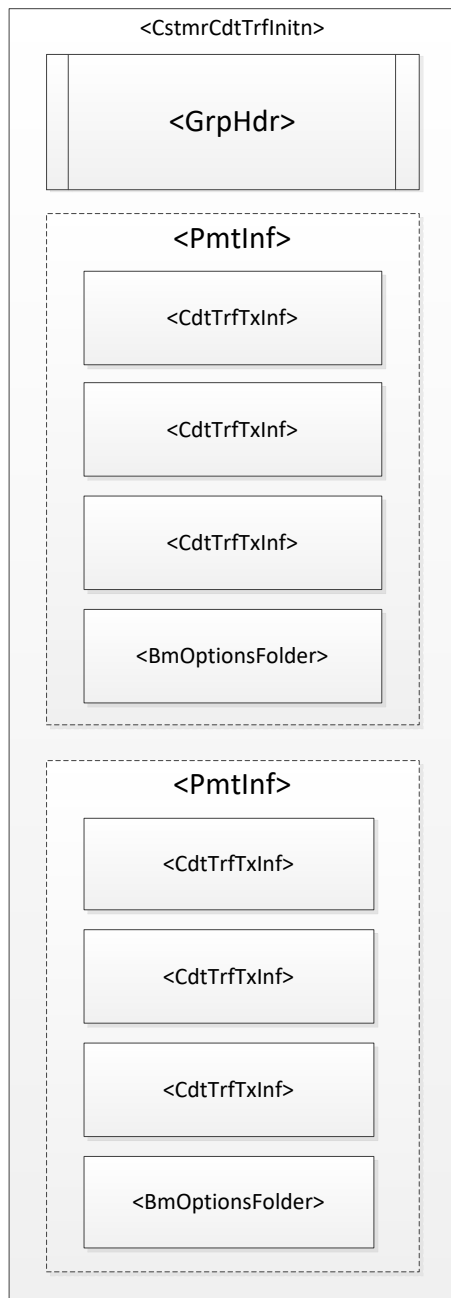 <CstmrCdtTrfInitn>
<GrpHdr>
<PmtInf>
<CdtTrfTxInf>
<CdtTrfTxInf>
<CdtTrfTxInf>
<BmOptionsFolder>
<PmtInf>
<CdtTrfTxInf>
<CdtTrfTxInf>
<CdtTrfTxInf>
<BmOptionsFolder>